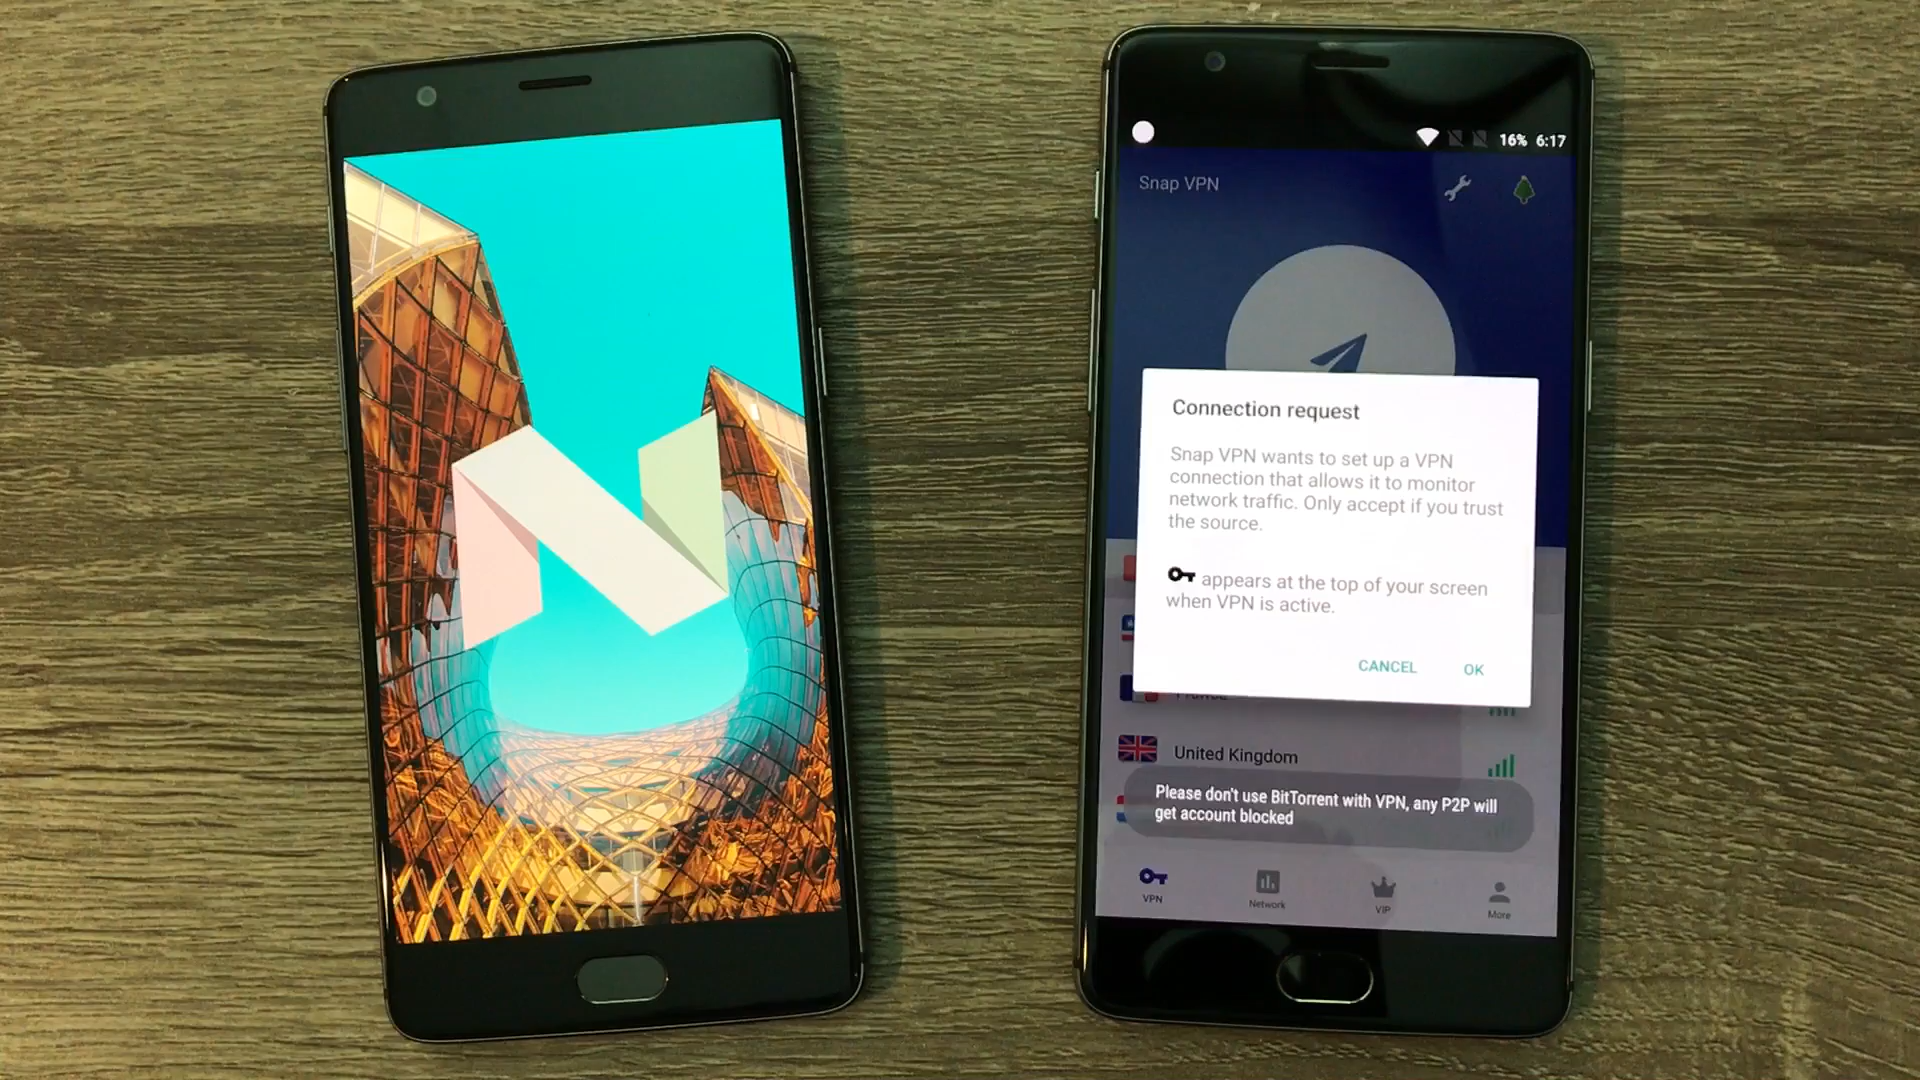 16% 6:17
Snap VPN
Connection request
Snap VPN wants to set up a VPN
connection that allows it to monitor
network traffic. Only accept if you trust
the source.
appears at the top of your screen
when VPN is active.
CANCEL OK
United Kingdom
Please don't use BitTorrent with VPN, any P2P will
get account blocked
VPN Network VIP More